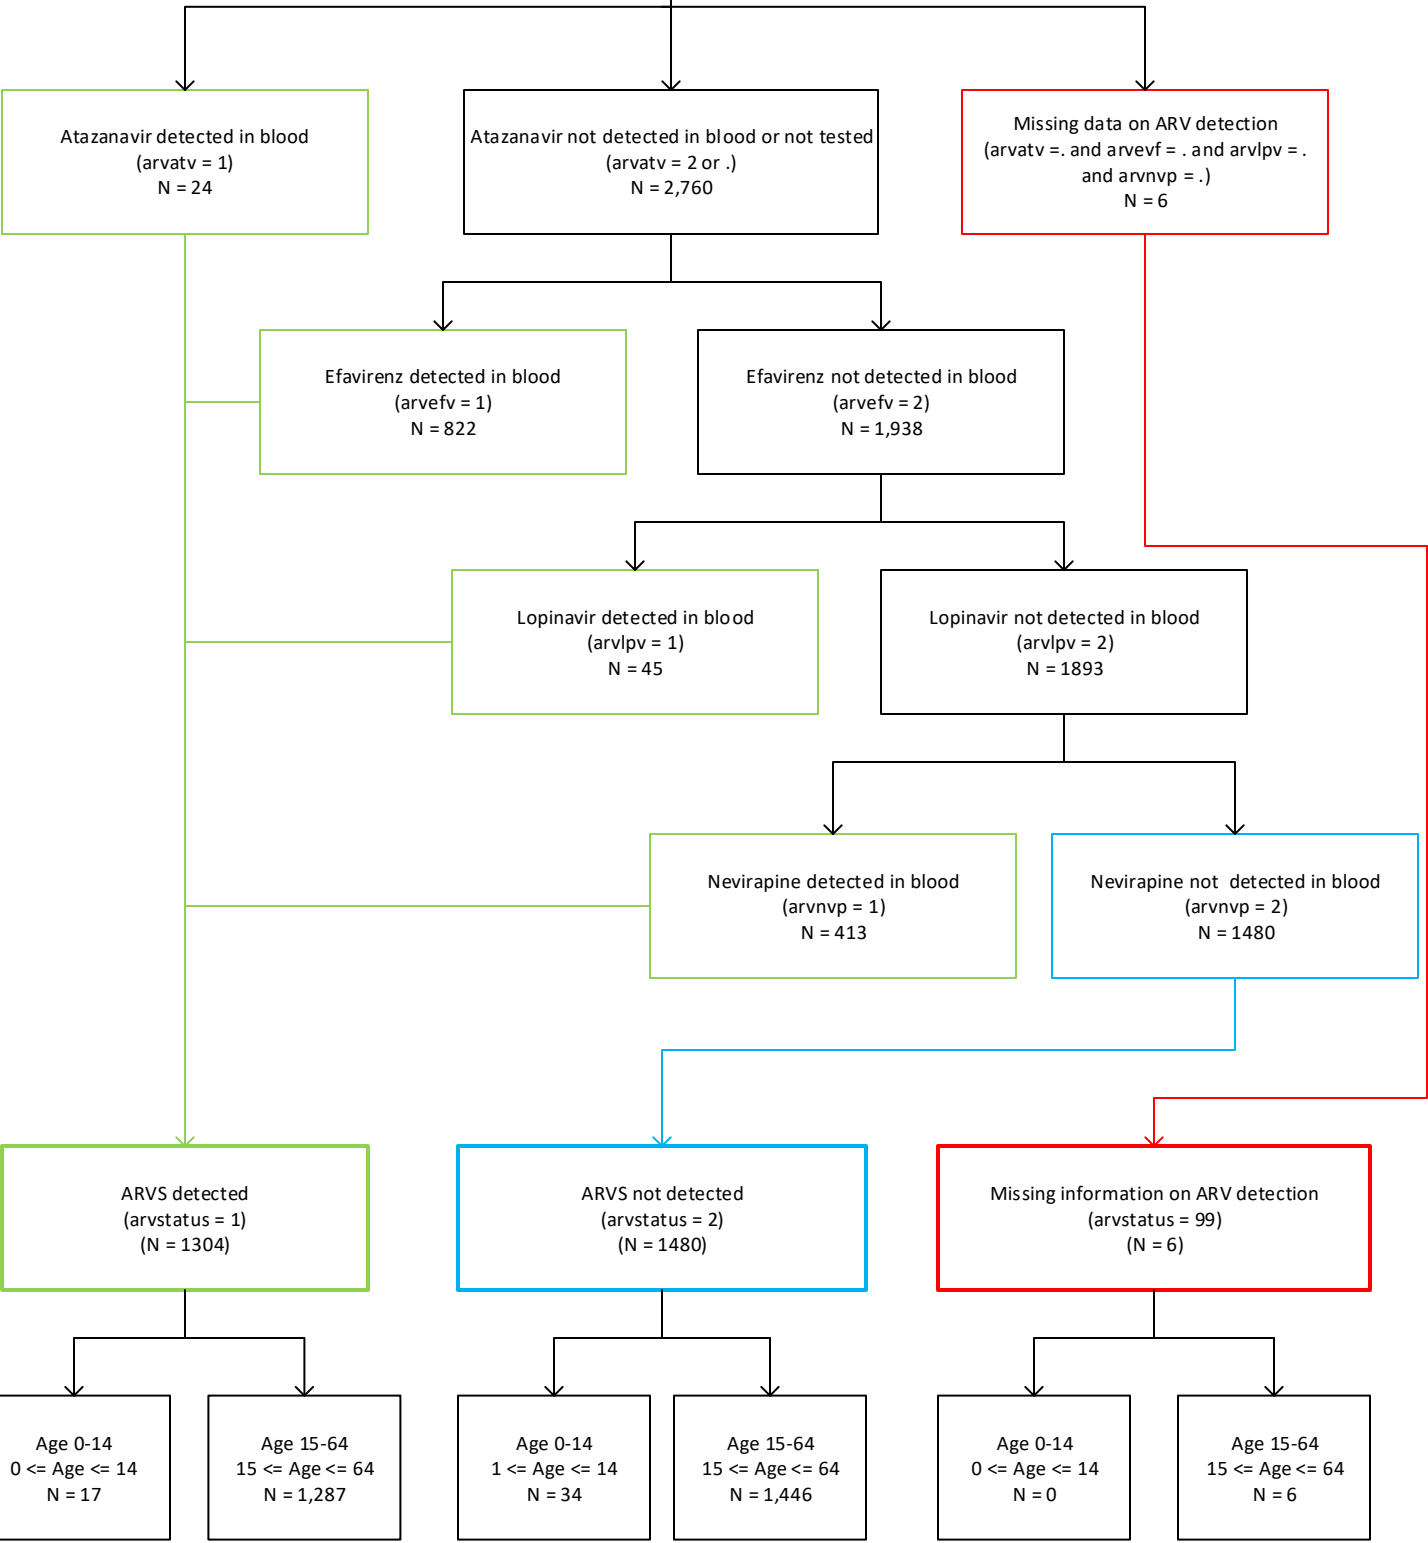 Atazanavir detected in blood
(arvatv = 1)
N = 24
Atazanavir not detected in blood or not tested
(arvatv = 2 or .)
N = 2,760
Missing data on ARV detection
(arvatv =. and arvevf = . and arvlpv = .
and arvnvp = .)
N = 6
Efavirenz detected in blood
(arvefv = 1)
N = 822
Efavirenz not detected in blood
(arvefv = 2)
N = 1,938
Lopinavir detected in blood
(arvlpv = 1)
N = 45
Lopinavir not detected in blood
(arvlpv = 2)
N = 1893
Nevirapine detected in blood
(arvnvp = 1)
N = 413
Nevirapine not  detected in blood
(arvnvp = 2)
N = 1480
ARVS detected
(arvstatus = 1)
(N = 1304)
ARVS not detected
(arvstatus = 2)
(N = 1480)
Missing information on ARV detection
(arvstatus = 99)
(N = 6)
Age 0-14
0 <= Age <= 14
N = 17
Age 15-64
15 <= Age <= 64
N = 1,287
Age 0-14
1 <= Age <= 14
N = 34
Age 15-64
15 <= Age <= 64
N = 1,446
Age 0-14
0 <= Age <= 14
N = 0
Age 15-64
15 <= Age <= 64
N = 6